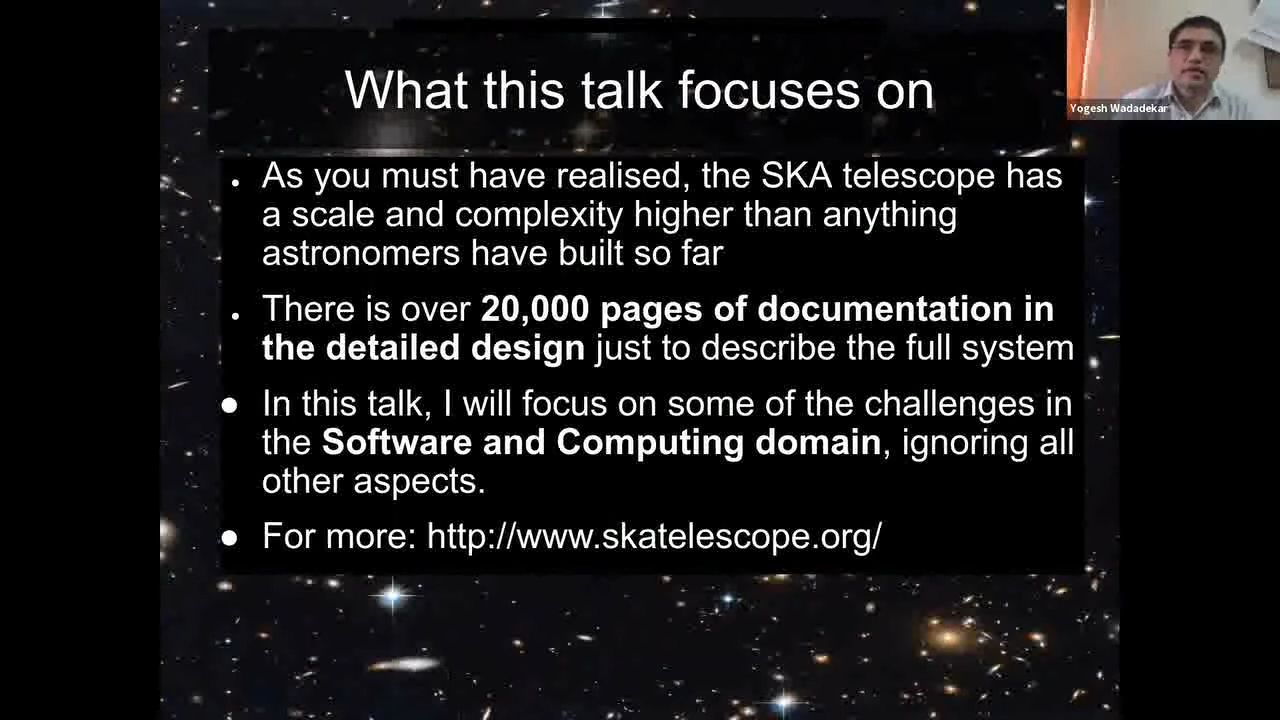 What this talk focuses on
Yogesh Wadadekar
• As you must have realised, the SKA telescope has
a scale and complexity higher than anything
astronomers have built so far
• There is over 20,000 pages of documentation in
the detailed design just to describe the full system
● In this talk, I will focus on some of the challenges in
the Software and Computing domain, ignoring all
other aspects.
● For more: http://www.skatelescope.org/